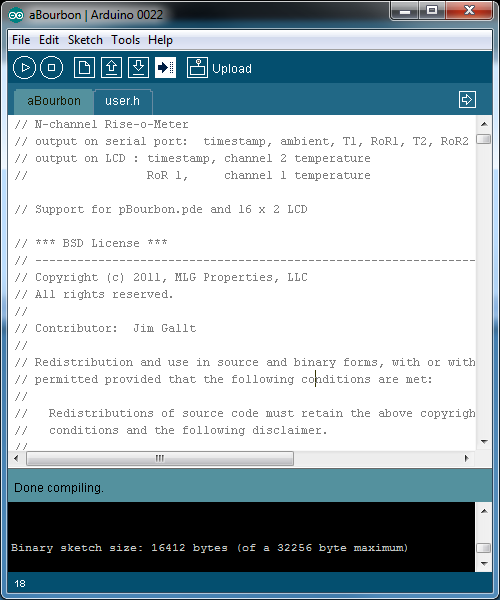 aBourbon | Arduino 0022
File Edit Sketch Tools Help
Upload
aBourbon user.h
// N-channel Rise-o-Meter
// output on serial port:  timestamp, ambient, T1, RoR1, T2, RoR2
// output on LCD : timestamp, channel 2 temperature
//                 RoR 1,     channel 1 temperature
// Support for pBourbon.pde and 16 x 2 LCD
// *** BSD License ***
// ----------------------------------------------------------------
// Copyright (c) 2011, MLG Properties, LLC
// All rights reserved.
//
// Contributor:  Jim Gallt
//
// Redistribution and use in source and binary forms, with or with
// permitted provided that the following conditions are met:
//
//   Redistributions of source code must retain the above copyrigh
//   conditions and the following disclaimer.
//
Done compiling.
Binary sketch size: 16412 bytes (of a 32256 byte maximum)
18